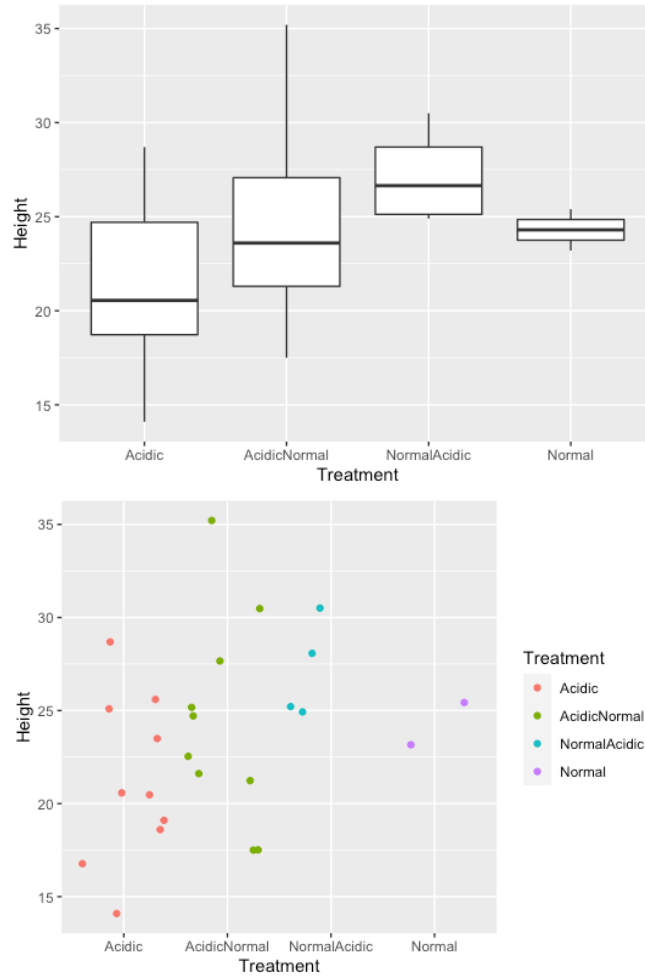 35
30
25
20
15
Height
Acidic AcidicNormal NormalAcidic Normal
Treatment
35
30
25
20
15
Height
Acidic AcidicNormal NormalAcidic Normal
Treatment
Treatment
Acidic
AcidicNormal
NormalAcidic
Normal